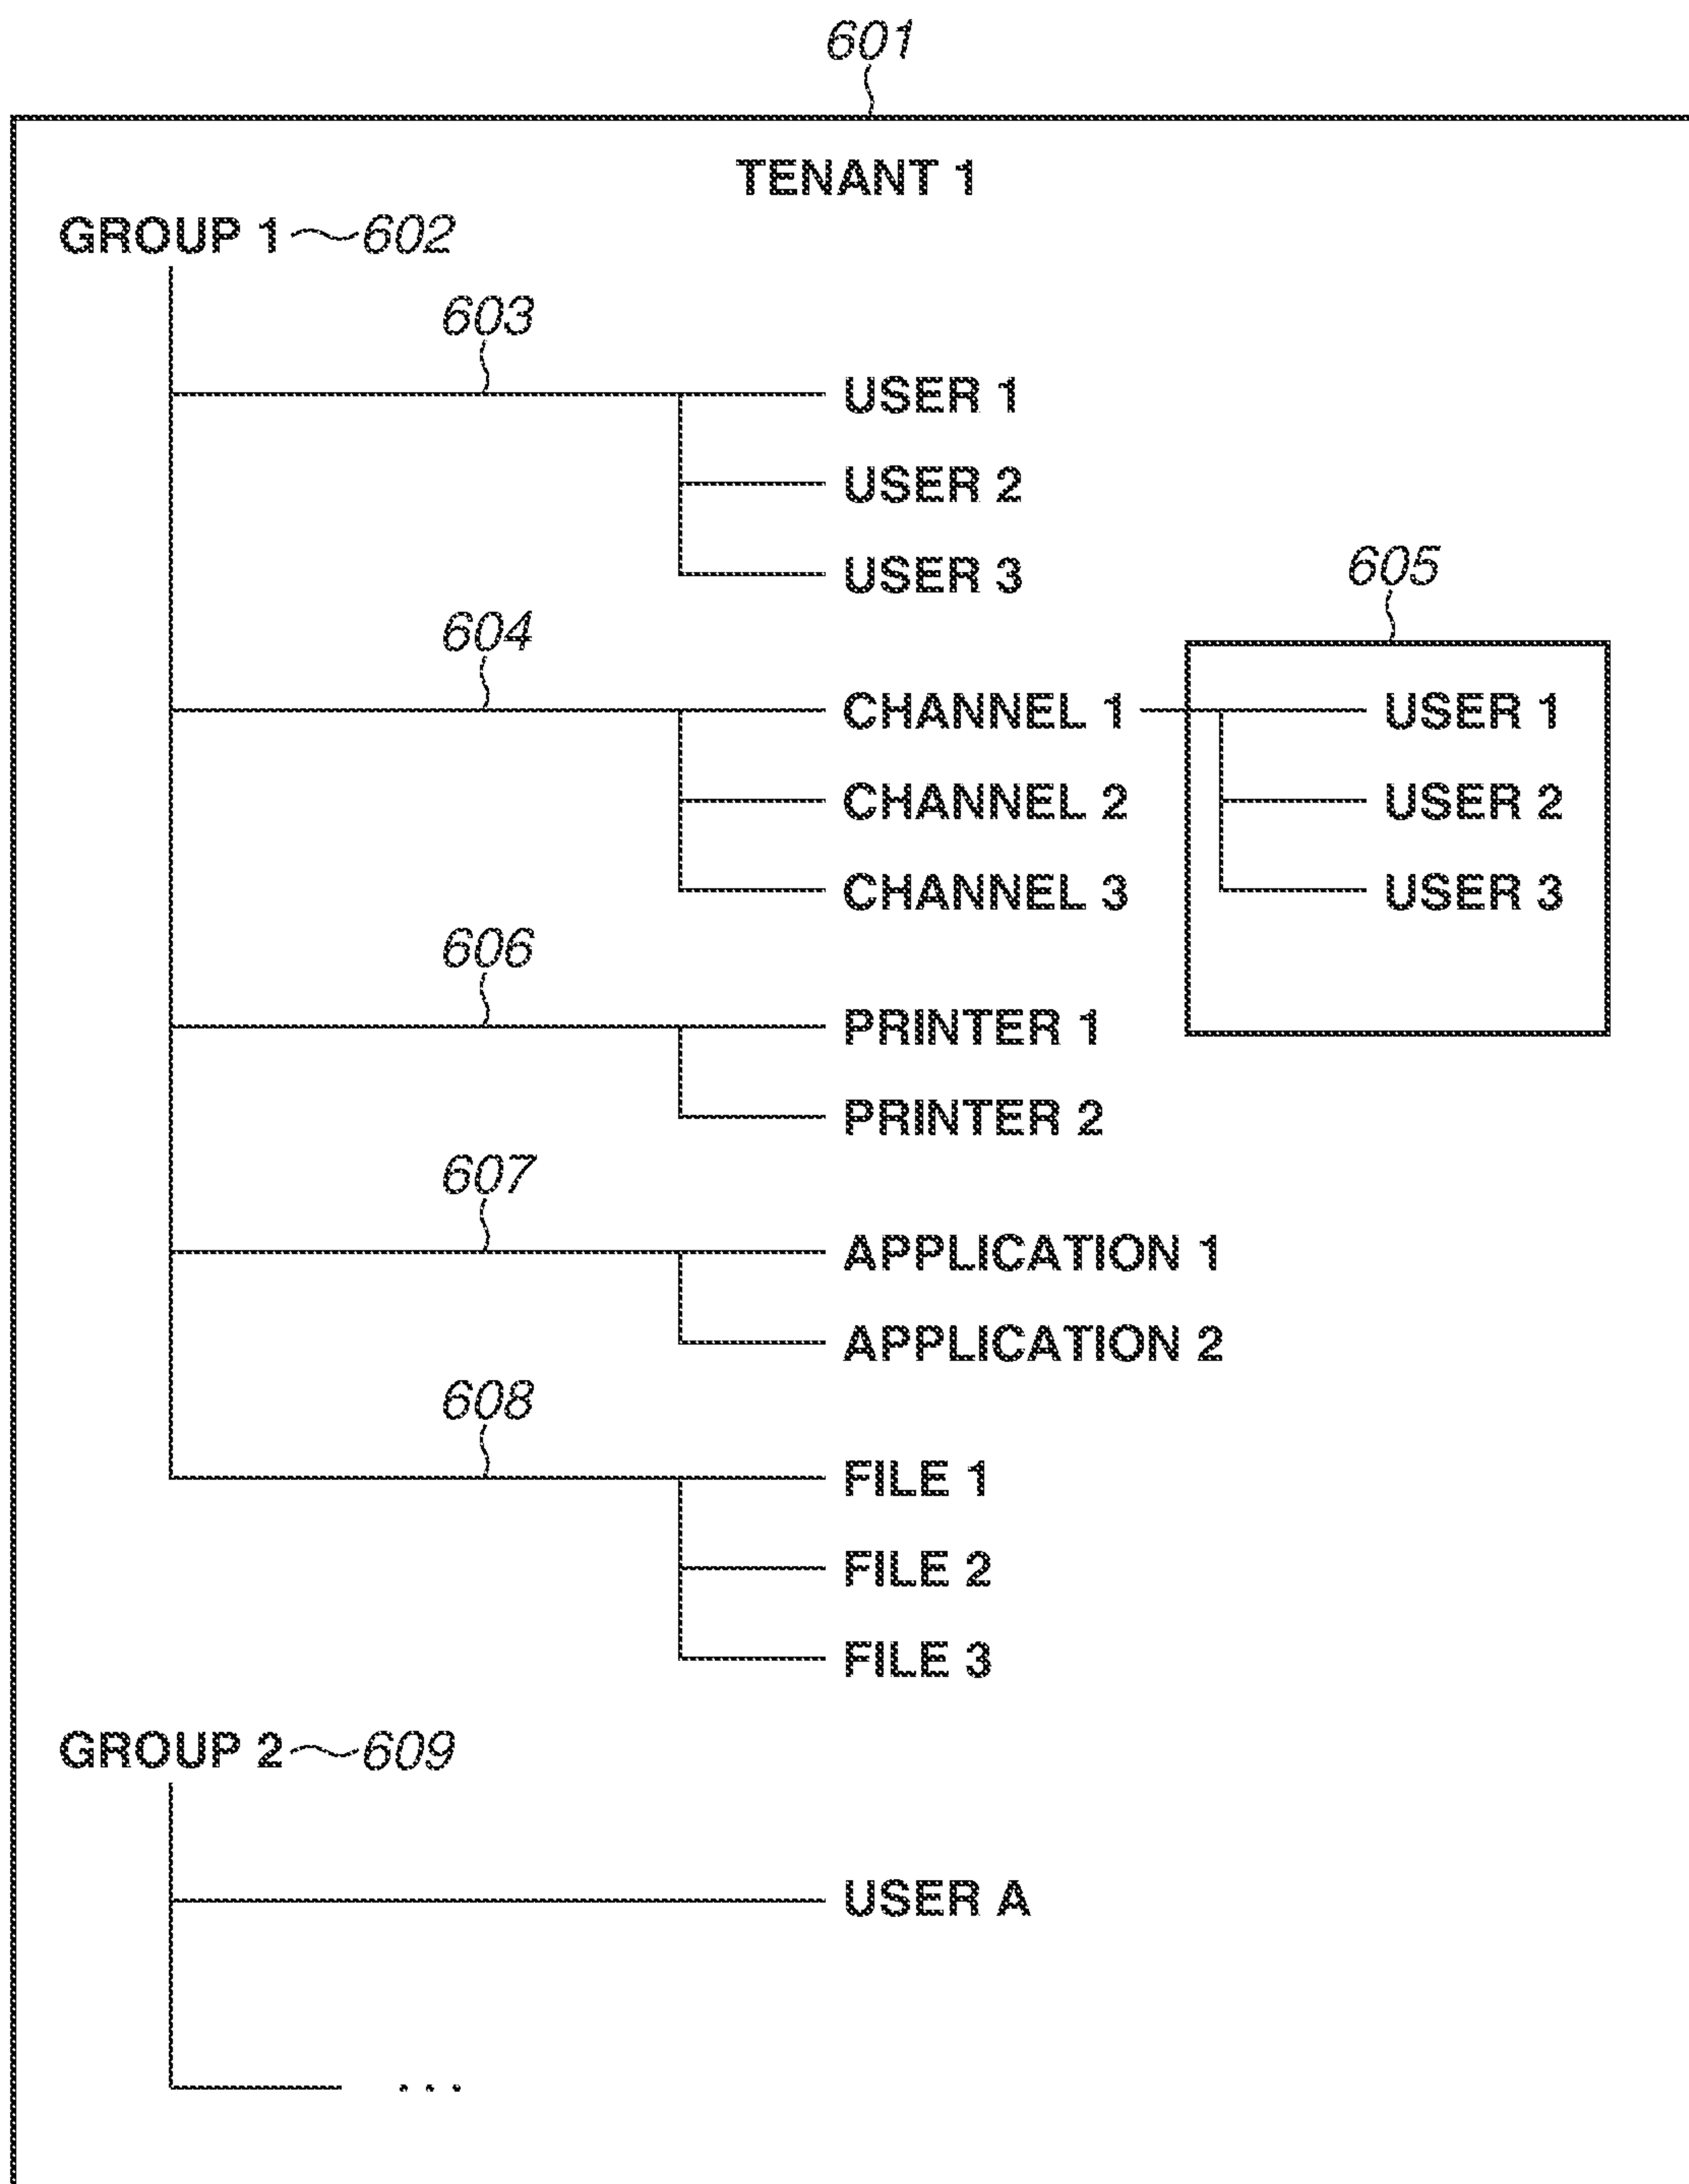 601
TENANT 1
GROUP 1 602
603
USER 1
USER 2
USER 3
605
604
CHANNEL 1 USER 1
CHANNEL 2 USER 2
CHANNEL 3 USER 3
606
PRINTER 1
PRINTER 2
607
APPLICATION 1
APPLICATION 2
608
FILE 1
FILE 2
FILE 3
GROUP 2 609
USER A
...